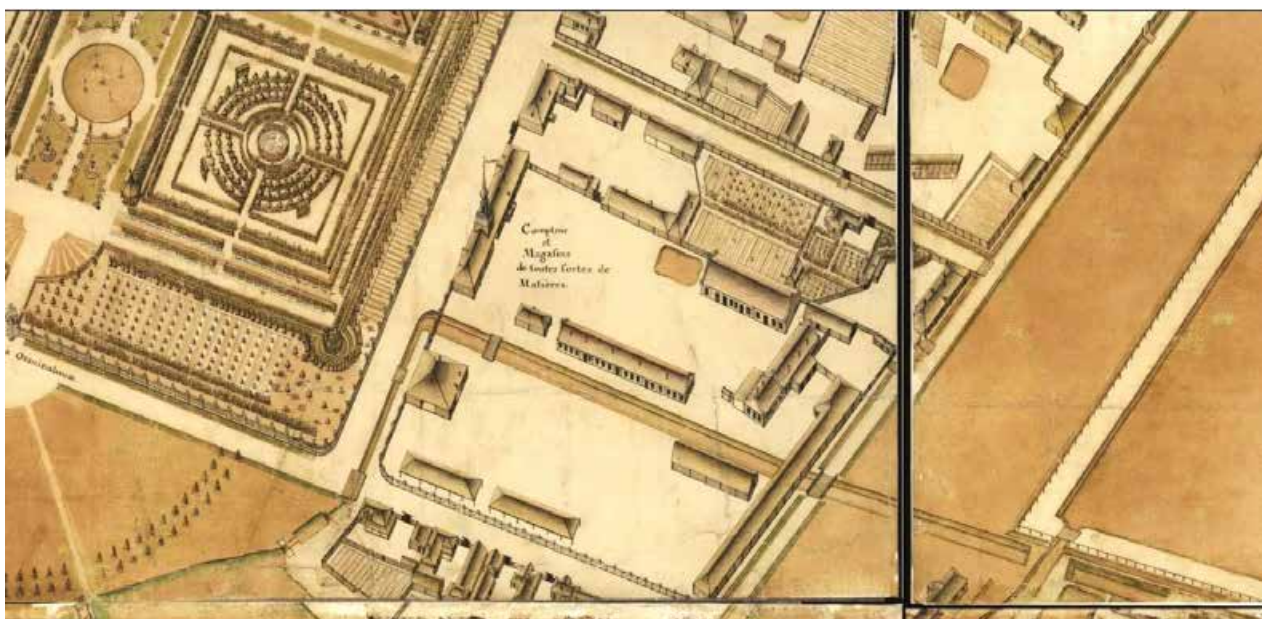 Comptoir
et
Magasins
de toutes sortes de
Matières.